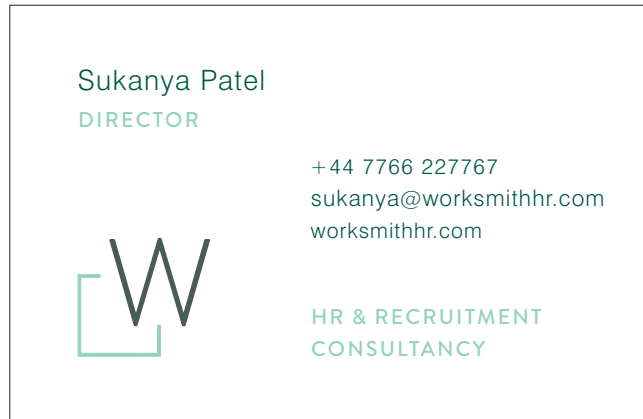 Sukanya Patel
DIRECTOR
+44 7766 227767
sukanya@worksmithhr.com
worksmithhr.com
W
HR & RECRUITMENT
CONSULTANCY